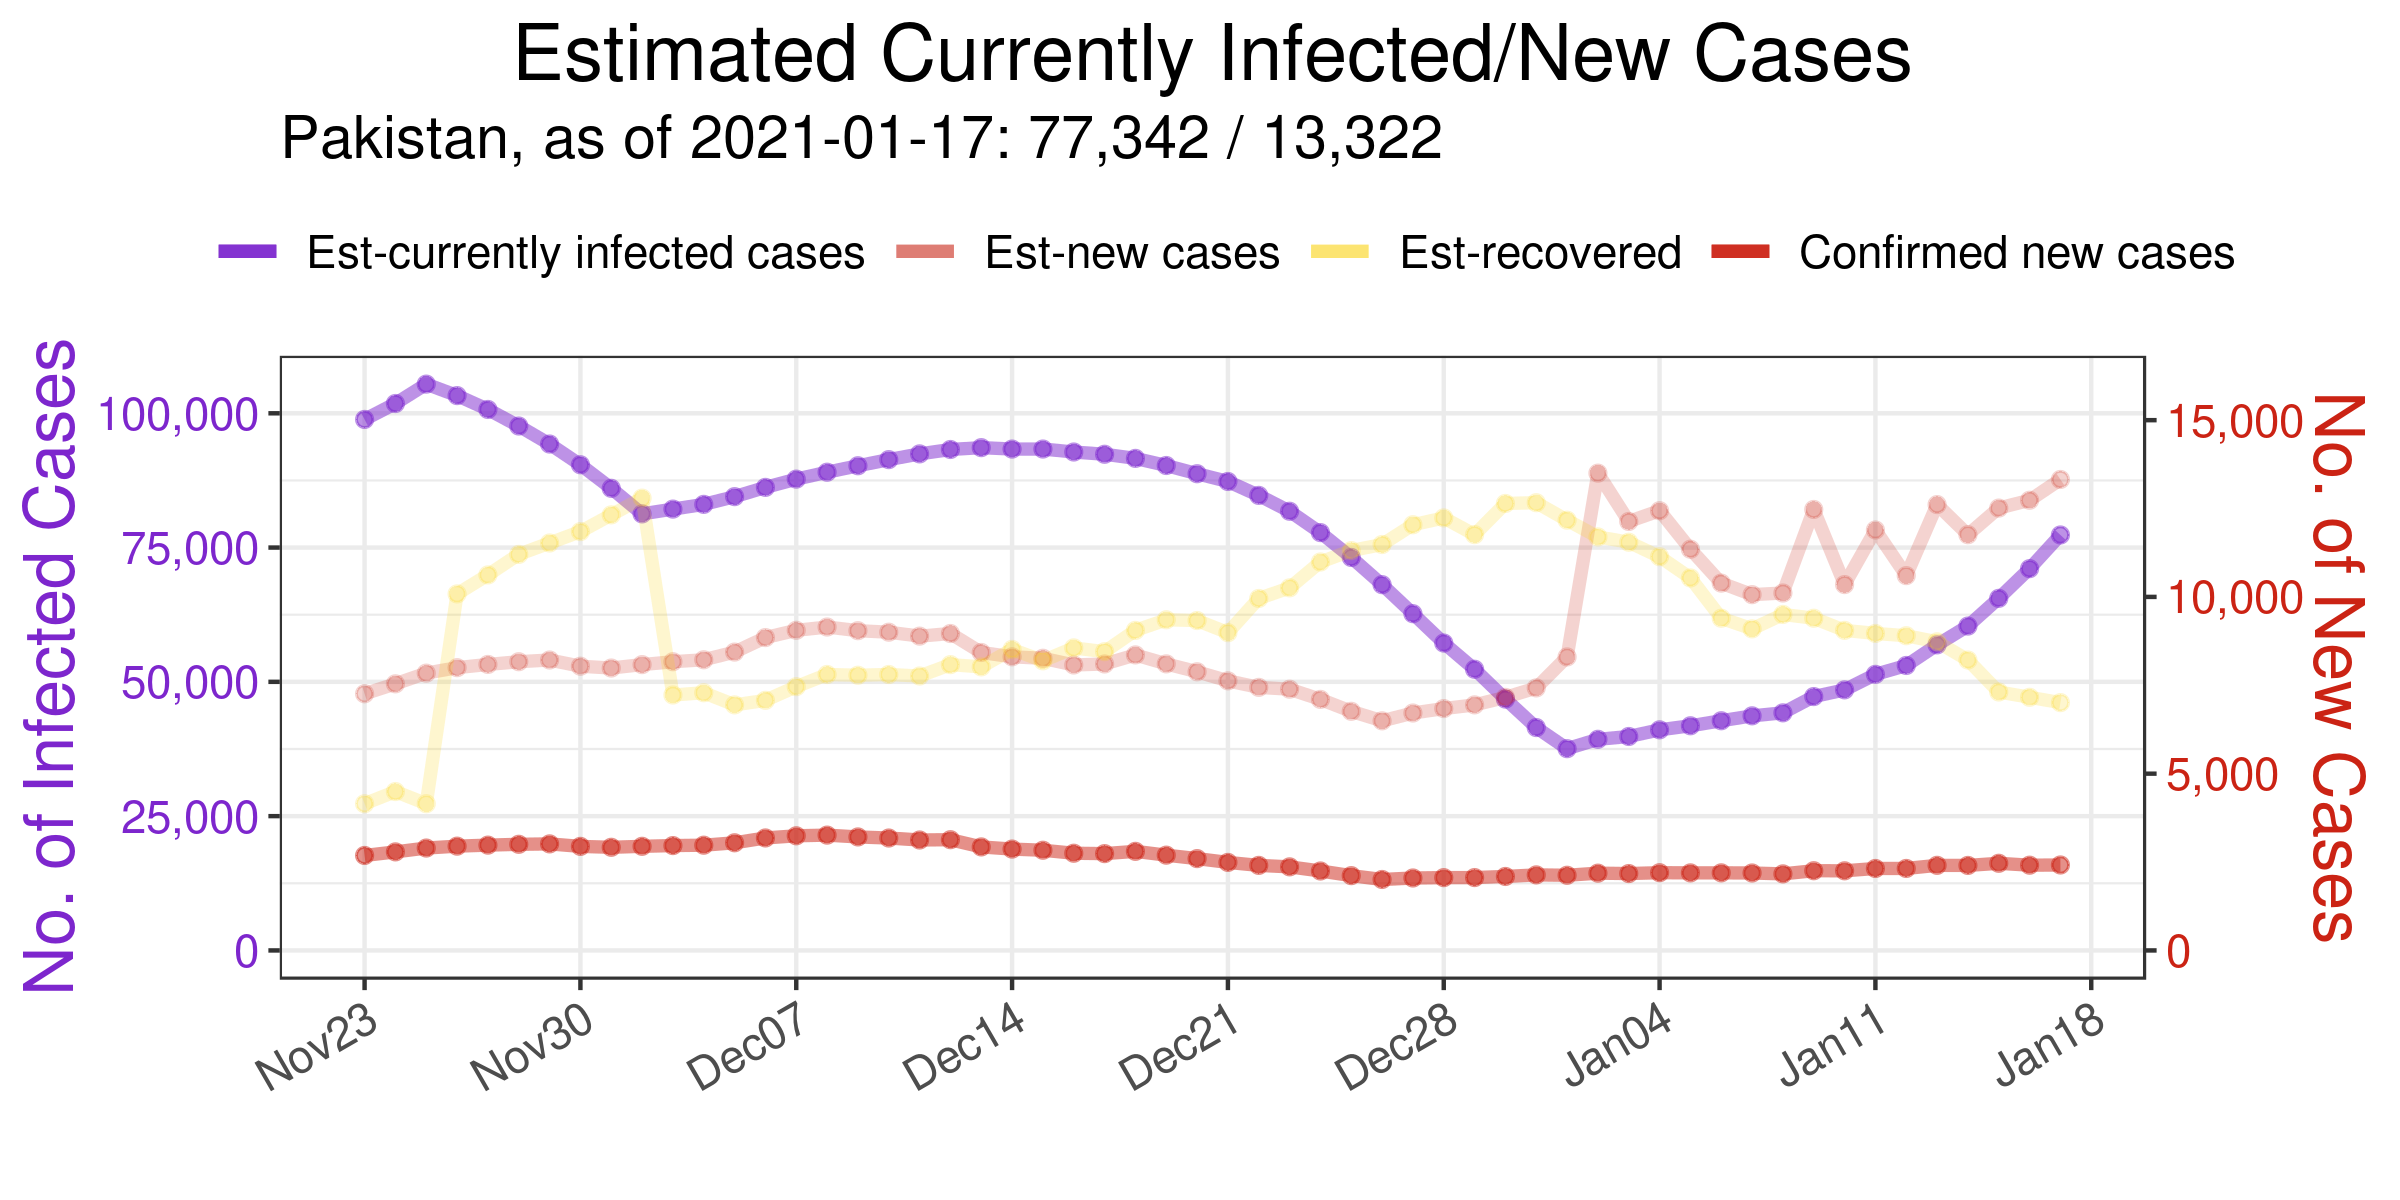 Estimated Currently Infected/New Cases
Pakistan, as of 2021-01-17: 77,342 / 13,322
Est-currently infected cases Est-new cases Est-recovered Confirmed new cases
No. of Infected Cases
100,000
75,000
50,000
25,000
0
15,000
10,000
5,000
0
No. of New Cases
Nov23 Nov30 Dec07 Dec14 Dec21 Dec28 Jan04 Jan11 Jan18